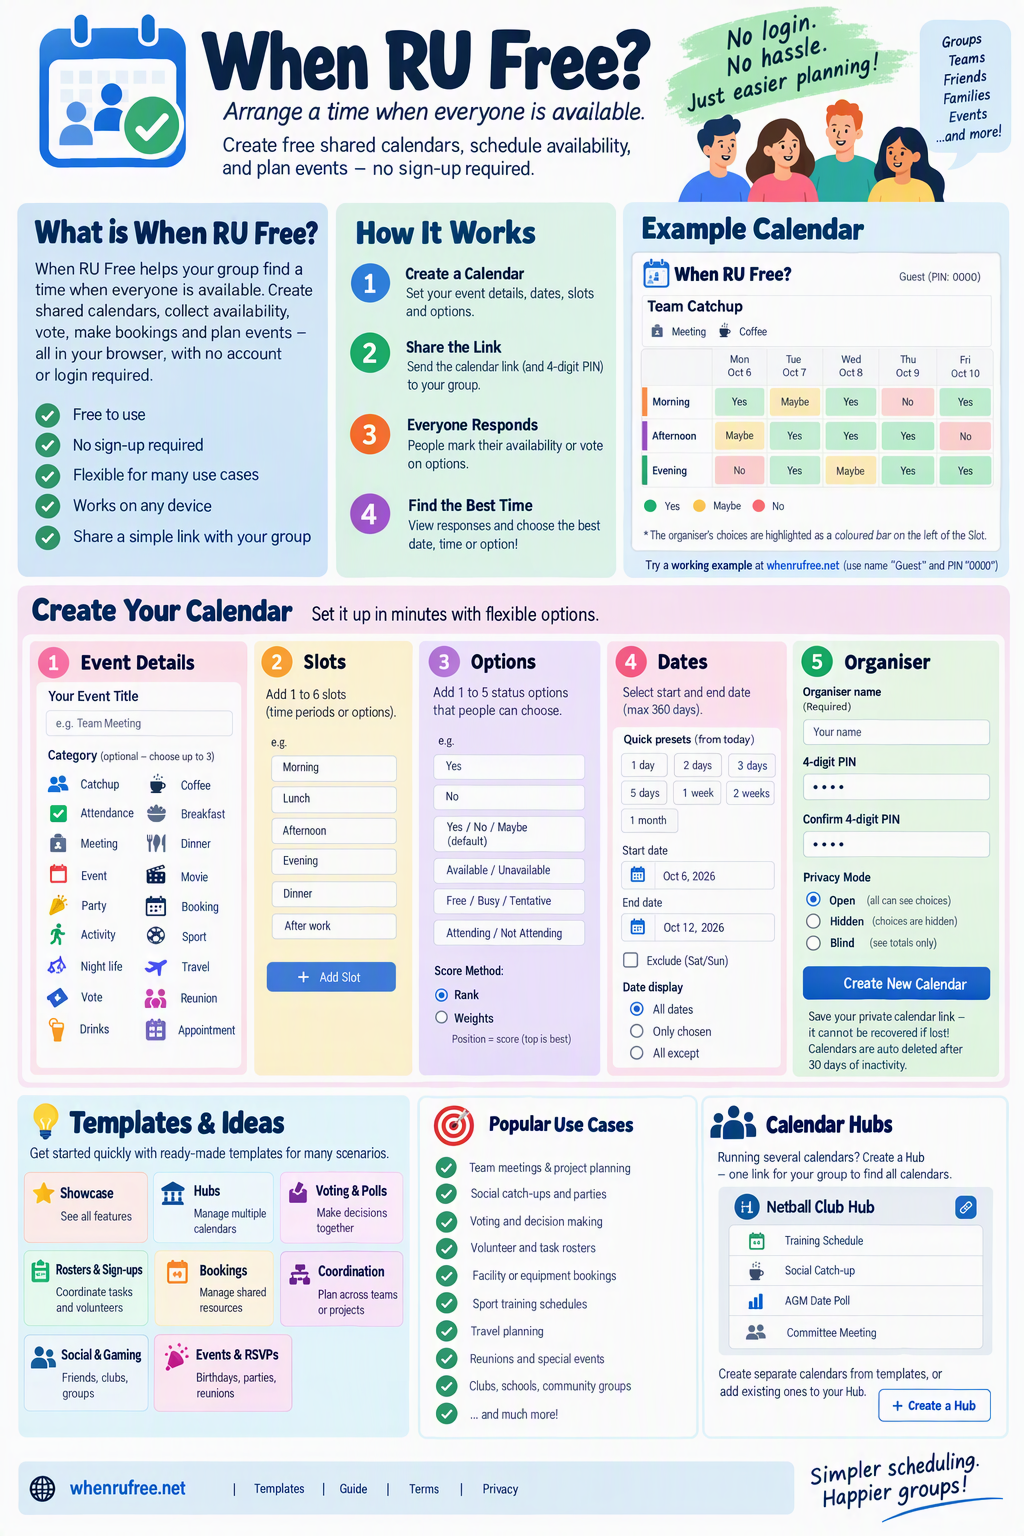 When RU Free?
Arrange a time when everyone is available.
Create free shared calendars, schedule availability,
and plan events – no sign-up required.
No login.
No hassle.
Just easier planning!
Groups
Teams
Friends
Families
Events
...and more!
What is When RU Free?
When RU Free helps your group find a
time when everyone is available. Create
shared calendars, collect availability,
vote, make bookings and plan events –
all in your browser, with no account
or login required.
Free to use
No sign-up required
Flexible for many use cases
Works on any device
Share a simple link with your group
How It Works
1
Create a Calendar
Set your event details, dates, slots
and options.
2
Share the Link
Send the calendar link (and 4-digit PIN)
to your group.
3
Everyone Responds
People mark their availability or vote
on options.
4
Find the Best Time
View responses and choose the best
date, time or option!
Example Calendar
When RU Free? Guest (PIN: 0000)
Team Catchup
Meeting Coffee
Mon Tue Wed Thu Fri
Oct 6 Oct 7 Oct 8 Oct 9 Oct 10
Morning Yes Maybe Yes No Yes
Afternoon Maybe Yes Yes Yes No
Evening No Yes Maybe Yes Yes
Yes Maybe No
* The organiser's choices are highlighted as a coloured bar on the left of the Slot.
Try a working example at whenrufree.net (use name "Guest" and PIN "0000")
Create Your Calendar Set it up in minutes with flexible options.
1 Event Details
Your Event Title
e.g. Team Meeting
Category (optional – choose up to 3)
Catchup Coffee
Attendance Breakfast
Meeting Dinner
Event Movie
Party Booking
Activity Sport
Night life Travel
Vote Reunion
Drinks Appointment
2 Slots
Add 1 to 6 slots
(time periods or options).
e.g.
Morning
Lunch
Afternoon
Evening
Dinner
After work
+ Add Slot
3 Options
Add 1 to 5 status options
that people can choose.
e.g.
Yes
No
Yes / No / Maybe
(default)
Available / Unavailable
Free / Busy / Tentative
Attending / Not Attending
Score Method:
Rank
Weights
Position = score (top is best)
4 Dates
Select start and end date
(max 360 days).
Quick presets (from today)
1 day 2 days 3 days
5 days 1 week 2 weeks
1 month
Start date
Oct 6, 2026
End date
Oct 12, 2026
Exclude (Sat/Sun)
Date display
All dates
Only chosen
All except
5 Organiser
Organiser name
(Required)
Your name
4-digit PIN
••••
Confirm 4-digit PIN
••••
Privacy Mode
Open (all can see choices)
Hidden (choices are hidden)
Blind (see totals only)
Create New Calendar
Save your private calendar link –
it cannot be recovered if lost!
Calendars are auto deleted after
30 days of inactivity.
Templates & Ideas
Get started quickly with ready-made templates for many scenarios.
Showcase
See all features
Hubs
Manage multiple
calendars
Voting & Polls
Make decisions
together
Rosters & Sign-ups
Coordinate tasks
and volunteers
Bookings
Manage shared
resources
Coordination
Plan across teams
or projects
Social & Gaming
Friends, clubs,
groups
Events & RSVPs
Birthdays, parties,
reunions
Popular Use Cases
Team meetings & project planning
Social catch-ups and parties
Voting and decision making
Volunteer and task rosters
Facility or equipment bookings
Sport training schedules
Travel planning
Reunions and special events
Clubs, schools, community groups
... and much more!
Calendar Hubs
Running several calendars? Create a Hub
– one link for your group to find all calendars.
H Netball Club Hub
Training Schedule
Social Catch-up
AGM Date Poll
Committee Meeting
Create separate calendars from templates, or
add existing ones to your Hub.
+ Create a Hub
whenrufree.net | Templates | Guide | Terms | Privacy
Simpler scheduling.
Happier groups!